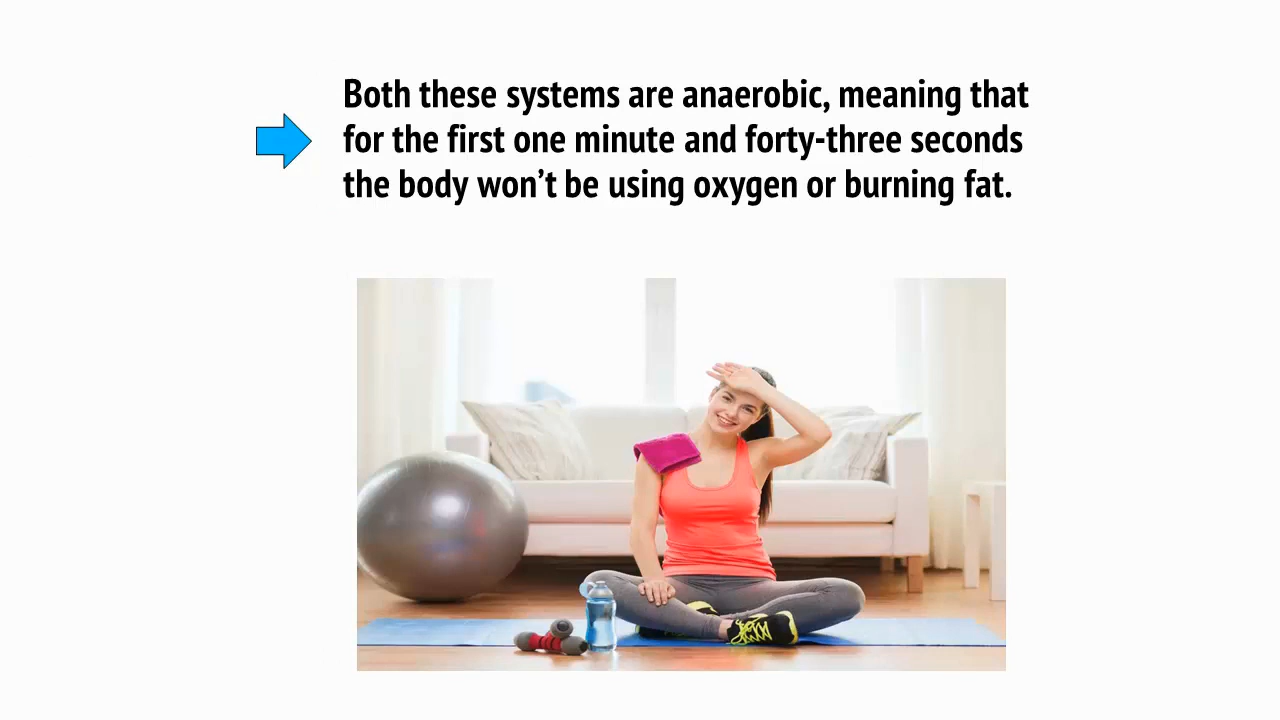 Both these systems are anaerobic, meaning that
for the first one minute and forty-three seconds
the body won’t be using oxygen or burning fat.